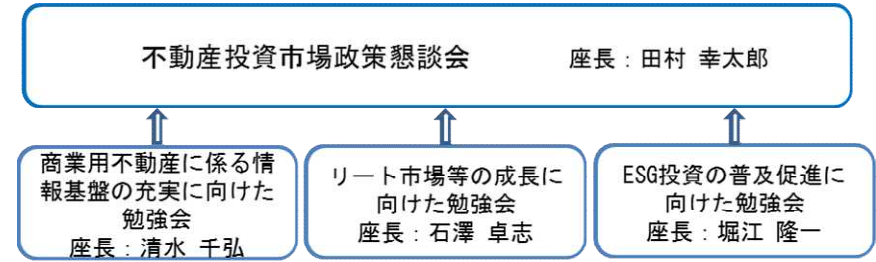 不動産投資市場政策懇談会 座長：田村 幸太郎
商業用不動産に係る情
報基盤の充実に向けた
勉強会
座長：清水 千弘
リート市場等の成長に
向けた勉強会
座長：石澤 卓志
ESG投資の普及促進に
向けた勉強会
座長：堀江 隆一